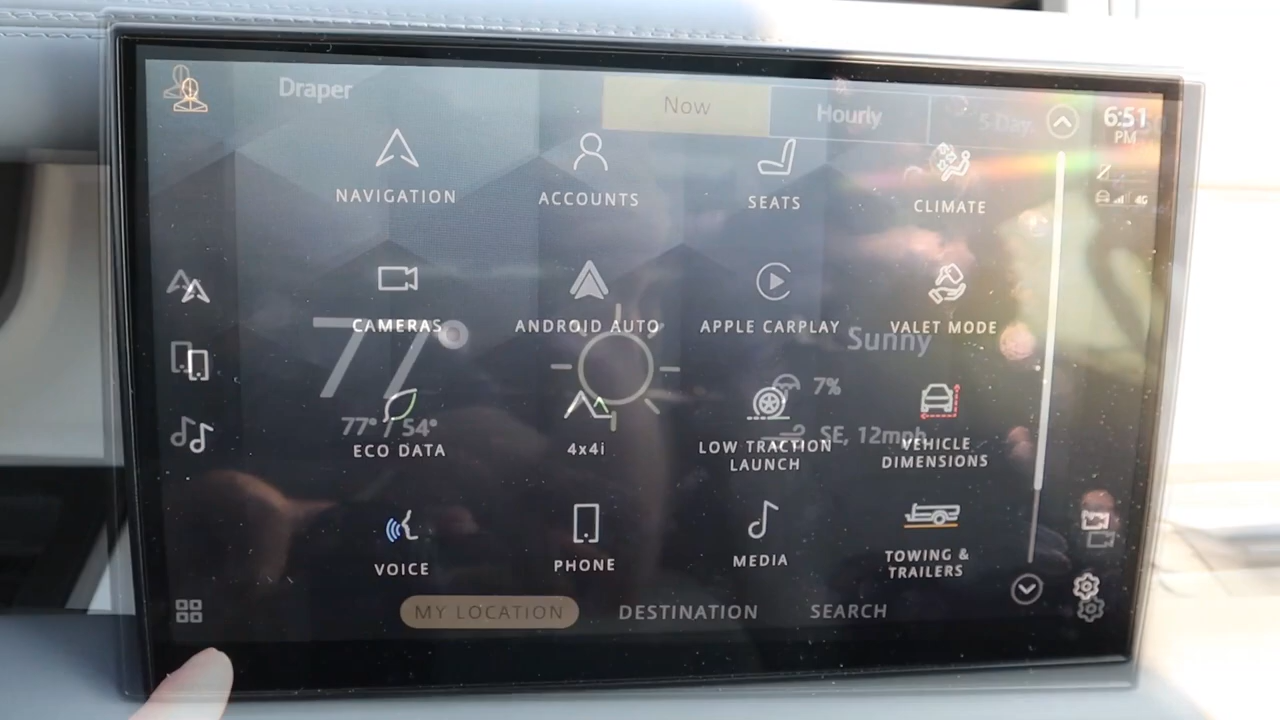 Draper
Now
Hourly
5 Day
6:51
PM
NAVIGATION
ACCOUNTS
SEATS
CLIMATE
4G
CAMERAS
ANDROID AUTO
APPLE CARPLAY
VALET MODE
77°
Sunny
7%
77° / 54°
SE, 12mph
ECO DATA
4x4i
LOW TRACTION
LAUNCH
VEHICLE
DIMENSIONS
VOICE
PHONE
MEDIA
TOWING &
TRAILERS
MY LOCATION
DESTINATION
SEARCH